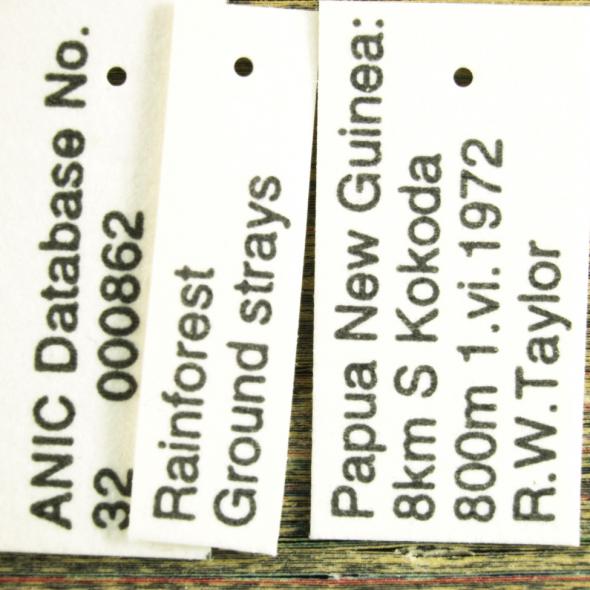 ANIC Database No.
32 000862
Rainforest
Ground strays
Papua New Guinea:
8km S Kokoda
800m 1.vi.1972
R.W.Taylor